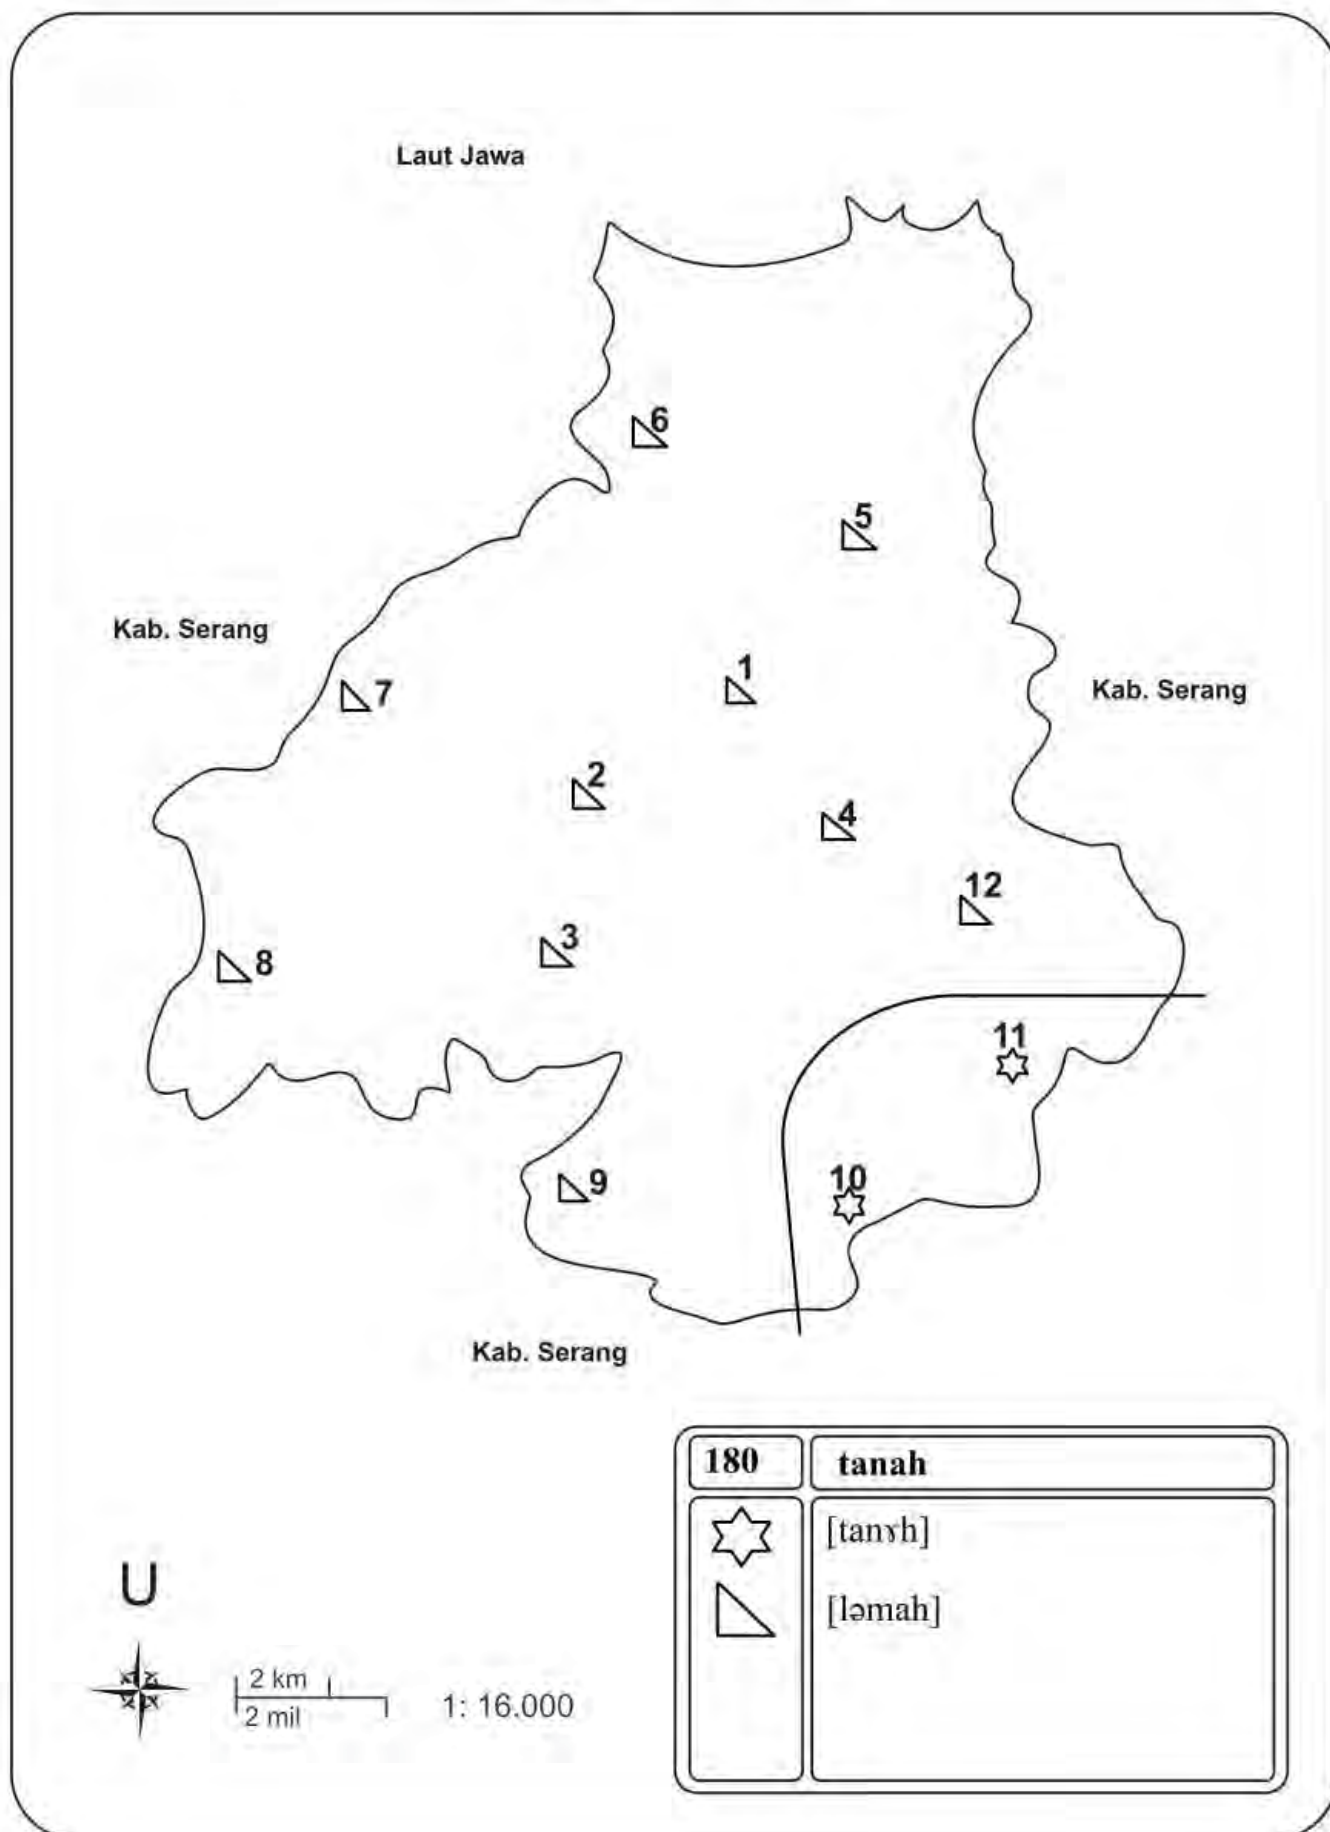 Laut Jawa
6
5
Kab. Serang
1
7
Kab. Serang
2
4
12
3
8
11
10
9
Kab. Serang
180 tanah
[tanɤh]
[ləmah]
U
2 km
2 mil
1: 16.000